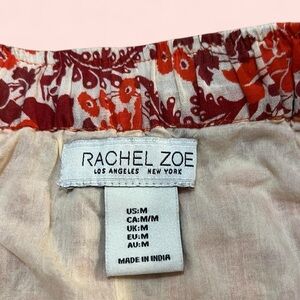 RACHEL ZOE
LOS ANGELES NEW YORK
US:M
CA:M/M
UK:M
EU:M
AU:M
MADE IN INDIA